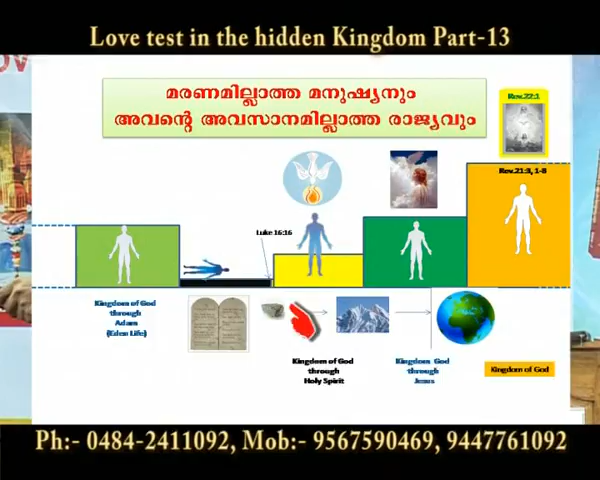 Love test in the hidden Kingdom Part-13
മരണമില്ലാത്ത മനുഷ്യനും
അവന്റെ അവസാനമില്ലാത്ത രാജ്യവും
Rev.22:1
Rev.21:3, 1-8
Luke 16:16
Kingdom of God
through
Adam
(Eden Life)
Kingdom of God
through
Holy Spirit
Kingdom God
through
Jesus
Kingdom of God
Ph:- 0484-2411092, Mob:- 9567590469, 9447761092